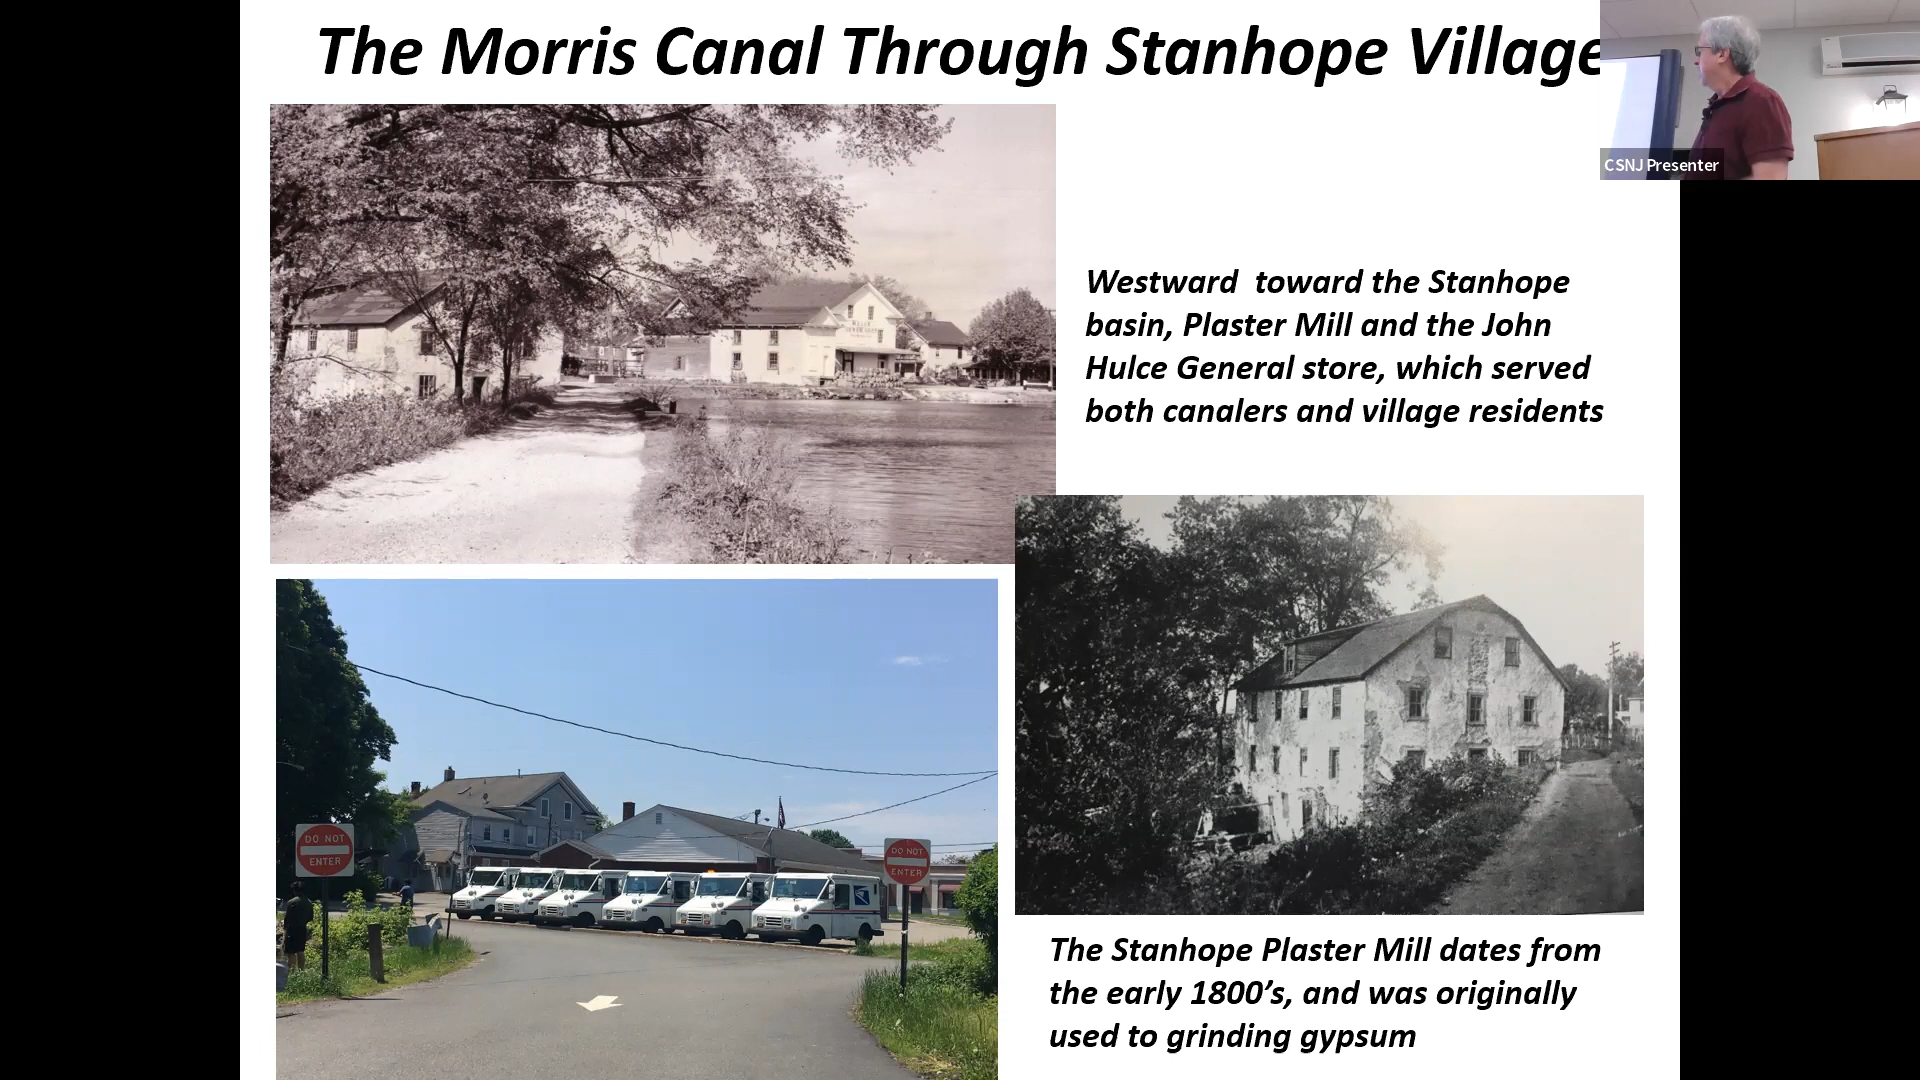 The Morris Canal Through Stanhope Village
CSNJ Presenter
Westward  toward the Stanhope
basin, Plaster Mill and the John
Hulce General store, which served
both canalers and village residents
DO NOT
ENTER
DO NOT
ENTER
The Stanhope Plaster Mill dates from
the early 1800’s, and was originally
used to grinding gypsum